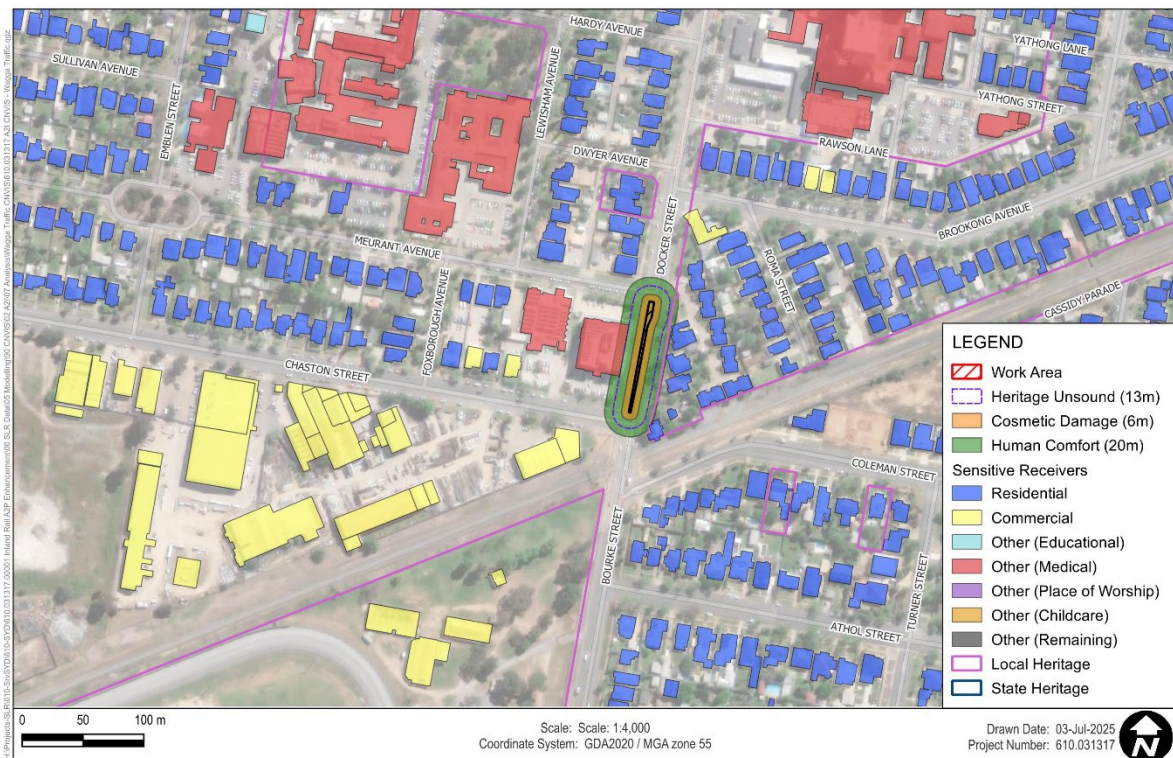 HARDY AVENUE
YATHONG LANE
SULLIVAN AVENUE
LEWISHAM AVENUE
YATHONG STREET
EMBLEN STREET
DWYER AVENUE
RAWSON LANE
BROOKONG AVENUE
MEURANT AVENUE
DOCKER STREET
ROMA STREET
CASSIDY PARADE
FOXBOROUGH AVENUE
CHASTON STREET
COLEMAN STREET
BOURKE STREET
TURNER STREET
ATHOL STREET
LEGEND
Work Area
Heritage Unsound (13m)
Cosmetic Damage (6m)
Human Comfort (20m)
Sensitive Receivers
Residential
Commercial
Other (Educational)
Other (Medical)
Other (Place of Worship)
Other (Childcare)
Other (Remaining)
Local Heritage
State Heritage
0 50 100 m
Scale: Scale: 1:4,000
Coordinate System: GDA2020 / MGA zone 55
Drawn Date: 03-Jul-2025
Project Number: 610.031317
N